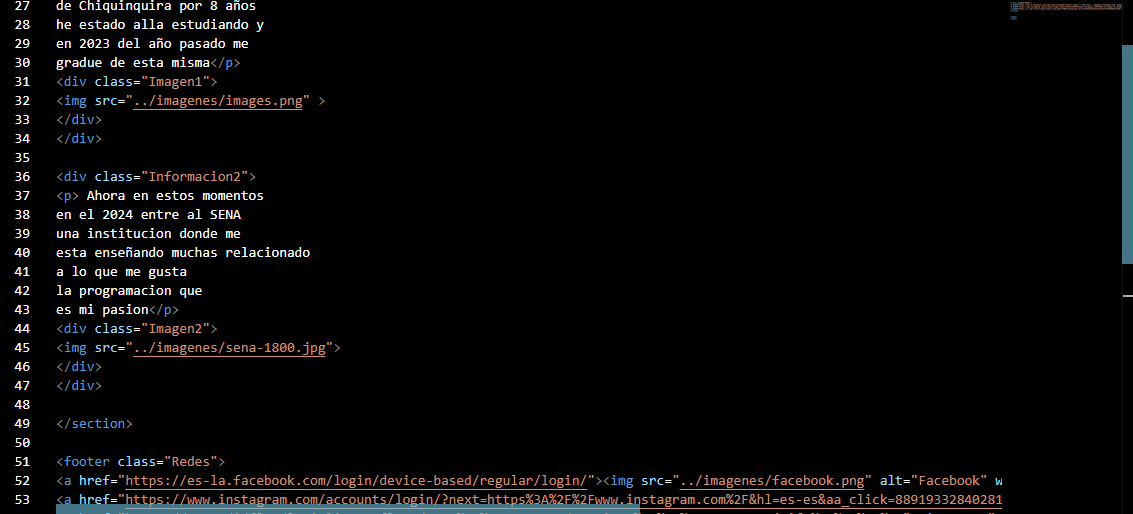 27 de Chiquinquira por 8 años
28 he estado alla estudiando y
29 en 2023 del año pasado me
30 gradue de esta misma</p>
31 <div class="Imagen1">
32 <img src="../imagenes/images.png" >
33 </div>
34 </div>
35
36 <div class="Informacion2">
37 <p> Ahora en estos momentos
38 en el 2024 entre al SENA
39 una institucion donde me
40 esta enseñando muchas relacionado
41 a lo que me gusta
42 la programacion que
43 es mi pasion</p>
44 <div class="Imagen2">
45 <img src="../imagenes/sena-1800.jpg">
46 </div>
47 </div>
48
49 </section>
50
51 <footer class="Redes">
52 <a href="https://es-la.facebook.com/login/device-based/regular/login/"><img src="../imagenes/facebook.png" alt="Facebook" w
53 <a href="https://www.instagram.com/accounts/login/?next=https%3A%2F%2Fwww.instagram.com%2F&hl=es-es&aa_click=88919332840281